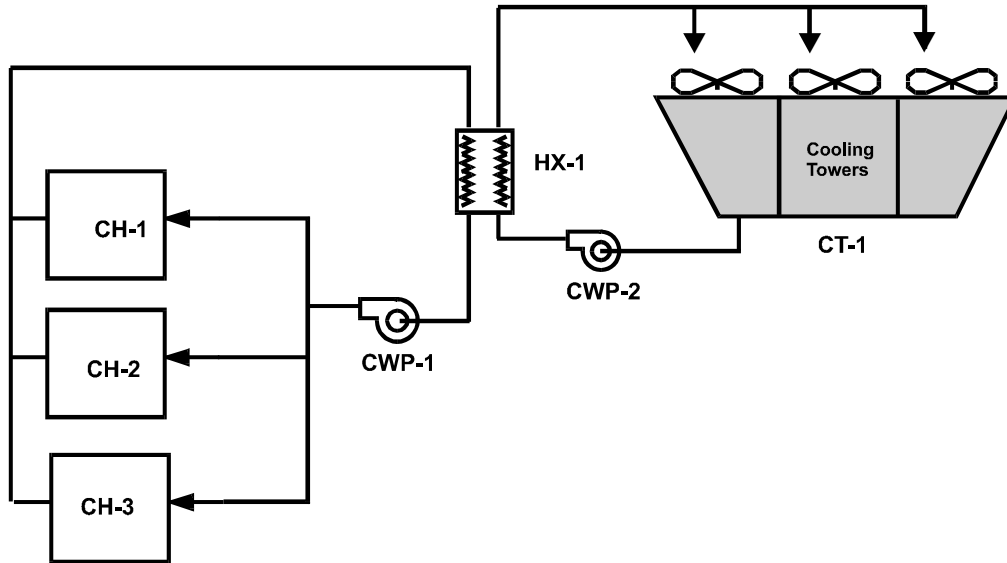 HX-1
Cooling
Towers
CH-1
CT-1
CWP-2
CWP-1
CH-2
CH-3